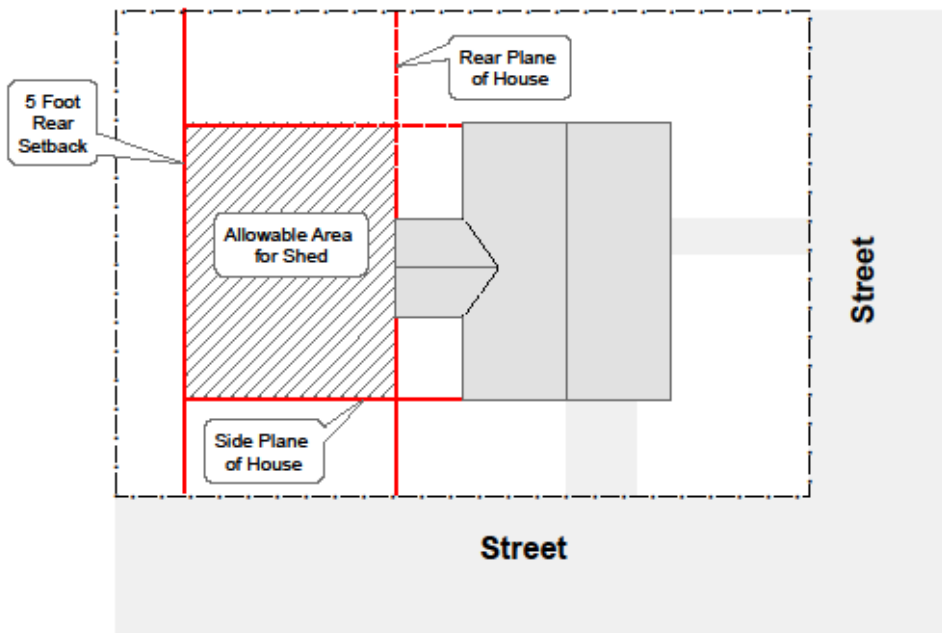 Rear Plane
of House
5 Foot
Rear
Setback
Allowable Area
for Shed
Street
Side Plane
of House
Street